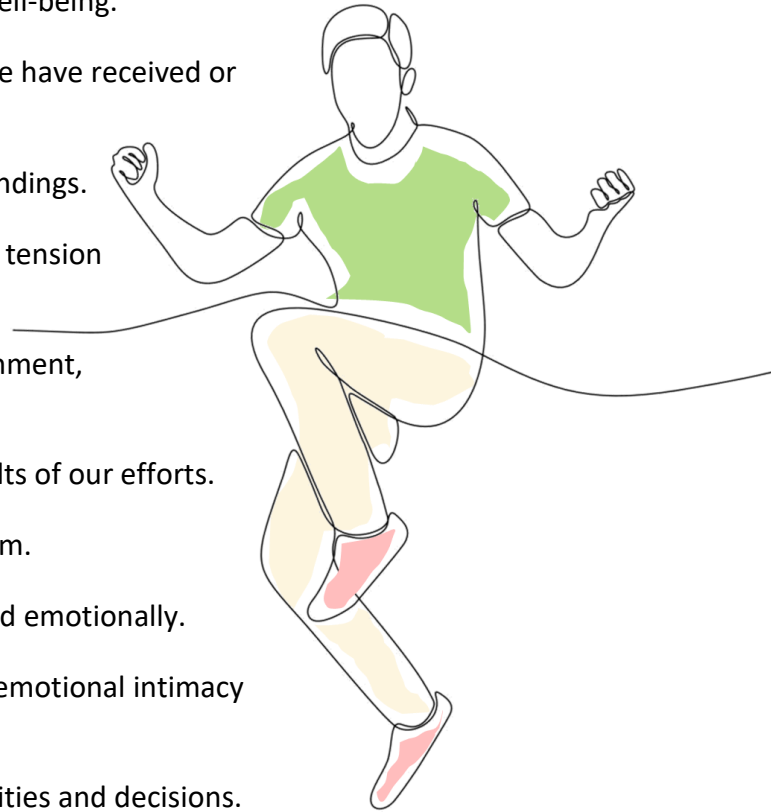 ell-being.
e have received or
ndings.
tension
nment,
lts of our efforts.
m.
d emotionally.
emotional intimacy
ities and decisions.